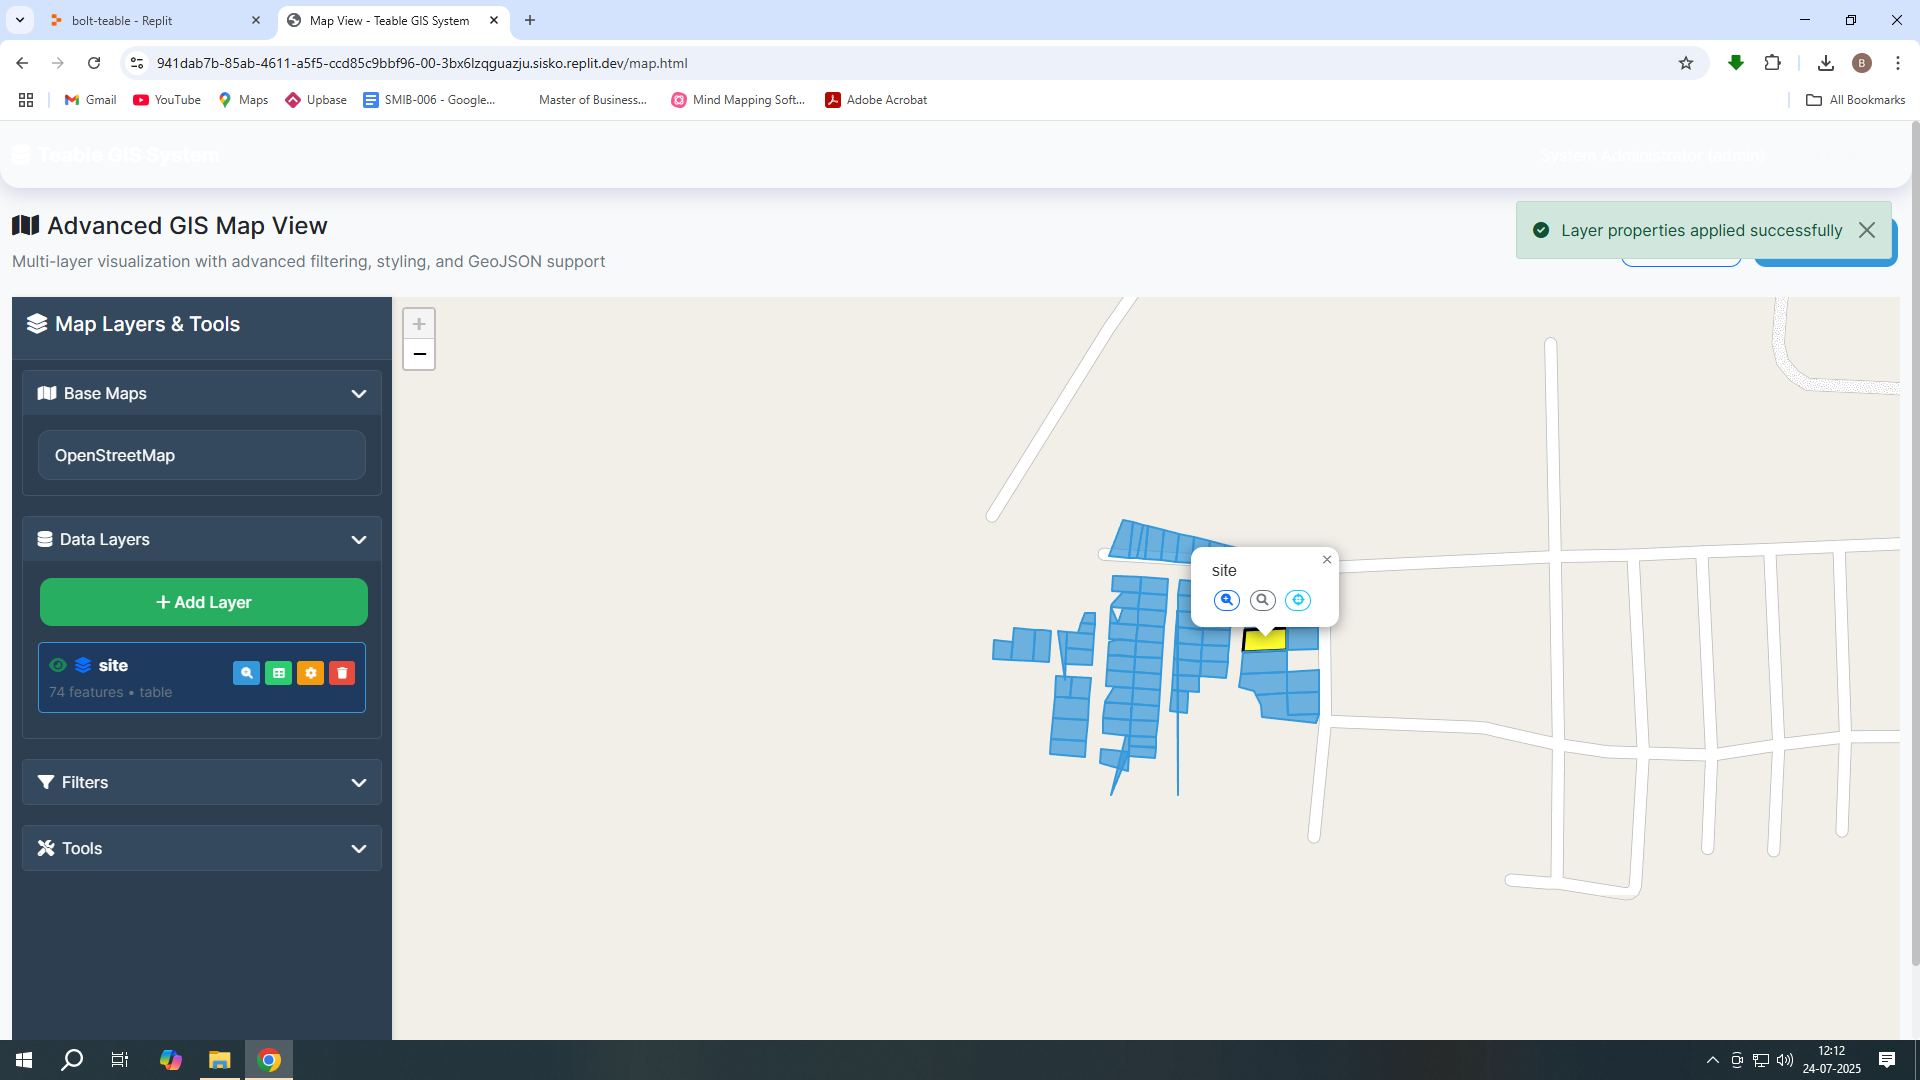 bolt-teable - Replit
Map View - Teable GIS System
941dab7b-85ab-4611-a5f5-ccd85c9bbf96-00-3bx6lzqguazju.sisko.replit.dev/map.html
Gmail
YouTube
Maps
Upbase
SMIB-006 - Google...
Master of Business...
Mind Mapping Soft...
Adobe Acrobat
All Bookmarks
B
Teable GIS System
System Administrator (admin)
Advanced GIS Map View
Multi-layer visualization with advanced filtering, styling, and GeoJSON support
Layer properties applied successfully
Map Layers & Tools
Base Maps
OpenStreetMap
Data Layers
+ Add Layer
site
74 features • table
Filters
Tools
+
−
site
×
12:12
24-07-2025